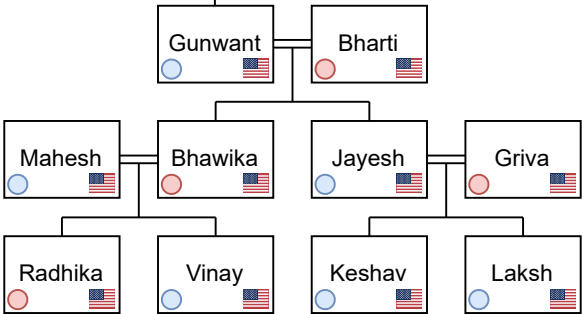 Gunwant
Bharti
Mahesh
Bhawika
Jayesh
Griva
Radhika
Vinay
Keshav
Laksh